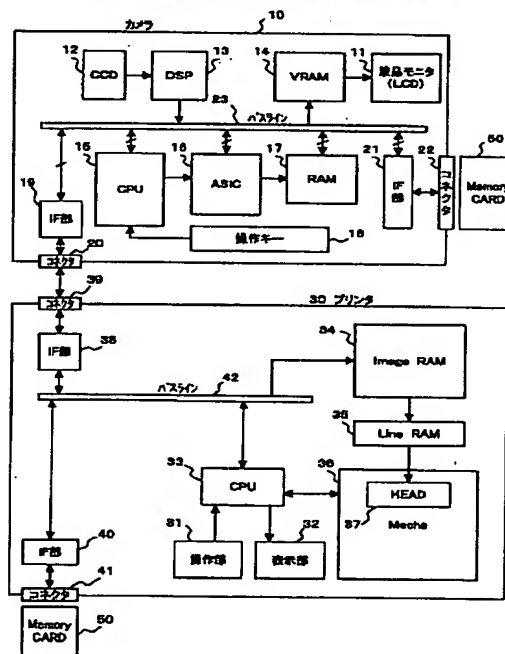 カメラ
10
12
13
14
11
CCD
DSP
VRAM
液晶モニタ
(LCD)
23
バスライン
15
16
17
21
22
50
CPU
ASIC
RAM
IF部
コネクタ
Memory
CARD
19
IF部
操作キー
18
20
コネクタ
39
コネクタ
30 プリンタ
IF部
38
34
Image RAM
バスライン
42
35
Line RAM
33
CPU
36
HEAD
37
Mecha
31
操作部
32
表示部
IF部
40
コネクタ
41
Memory
CARD
50